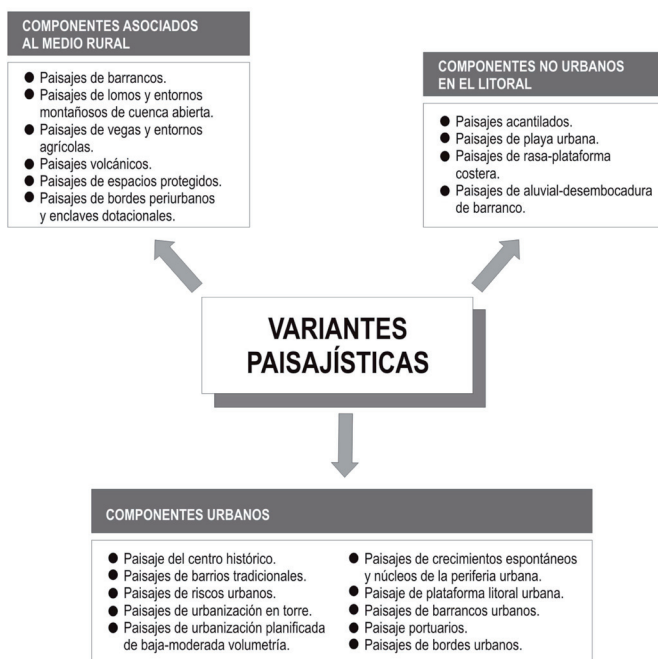 COMPONENTES ASOCIADOS
AL MEDIO RURAL
● Paisajes de barrancos.
● Paisajes de lomos y entornos
montañosos de cuenca abierta.
● Paisajes de vegas y entornos
agrícolas.
● Paisajes volcánicos.
● Paisajes de espacios protegidos.
● Paisajes de bordes periurbanos
y enclaves dotacionales.
COMPONENTES NO URBANOS
EN EL LITORAL
● Paisajes acantilados.
● Paisajes de playa urbana.
● Paisajes de rasa-plataforma
costera.
● Paisajes de aluvial-desembocadura
de barranco.
VARIANTES
PAISAJÍSTICAS
COMPONENTES URBANOS
● Paisaje del centro histórico.
● Paisajes de barrios tradicionales.
● Paisajes de riscos urbanos.
● Paisajes de urbanización en torre.
● Paisajes de urbanización planificada
de baja-moderada volumetría.
● Paisajes de crecimientos espontáneos
y núcleos de la periferia urbana.
● Paisaje de plataforma litoral urbana.
● Paisajes de barrancos urbanos.
● Paisaje portuarios.
● Paisajes de bordes urbanos.